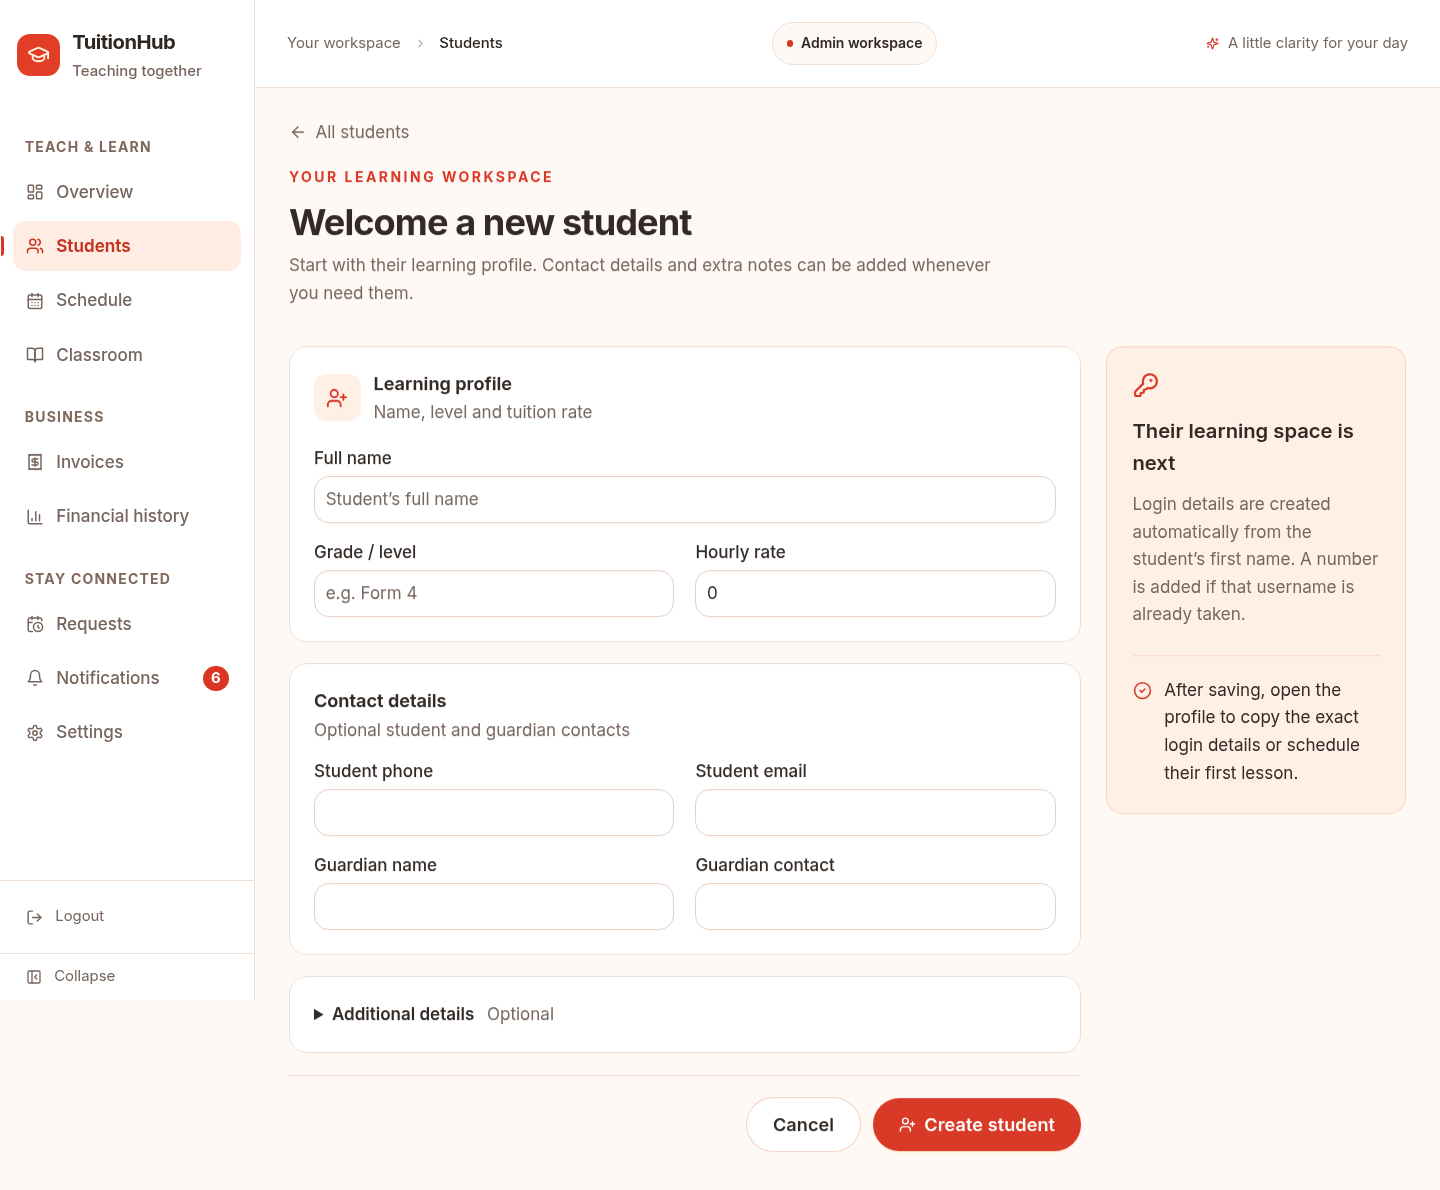 TuitionHub
Teaching together
TEACH & LEARN
Overview
Students
Schedule
Classroom
BUSINESS
Invoices
Financial history
STAY CONNECTED
Requests
Notifications 6
Settings
Logout
Collapse
Your workspace › Students
Admin workspace
A little clarity for your day
All students
YOUR LEARNING WORKSPACE
Welcome a new student
Start with their learning profile. Contact details and extra notes can be added whenever
you need them.
Learning profile
Name, level and tuition rate
Full name
Student’s full name
Grade / level
e.g. Form 4
Hourly rate
0
Contact details
Optional student and guardian contacts
Student phone
Student email
Guardian name
Guardian contact
Additional details Optional
Cancel
Create student
Their learning space is
next
Login details are created
automatically from the
student’s first name. A number
is added if that username is
already taken.
After saving, open the
profile to copy the exact
login details or schedule
their first lesson.